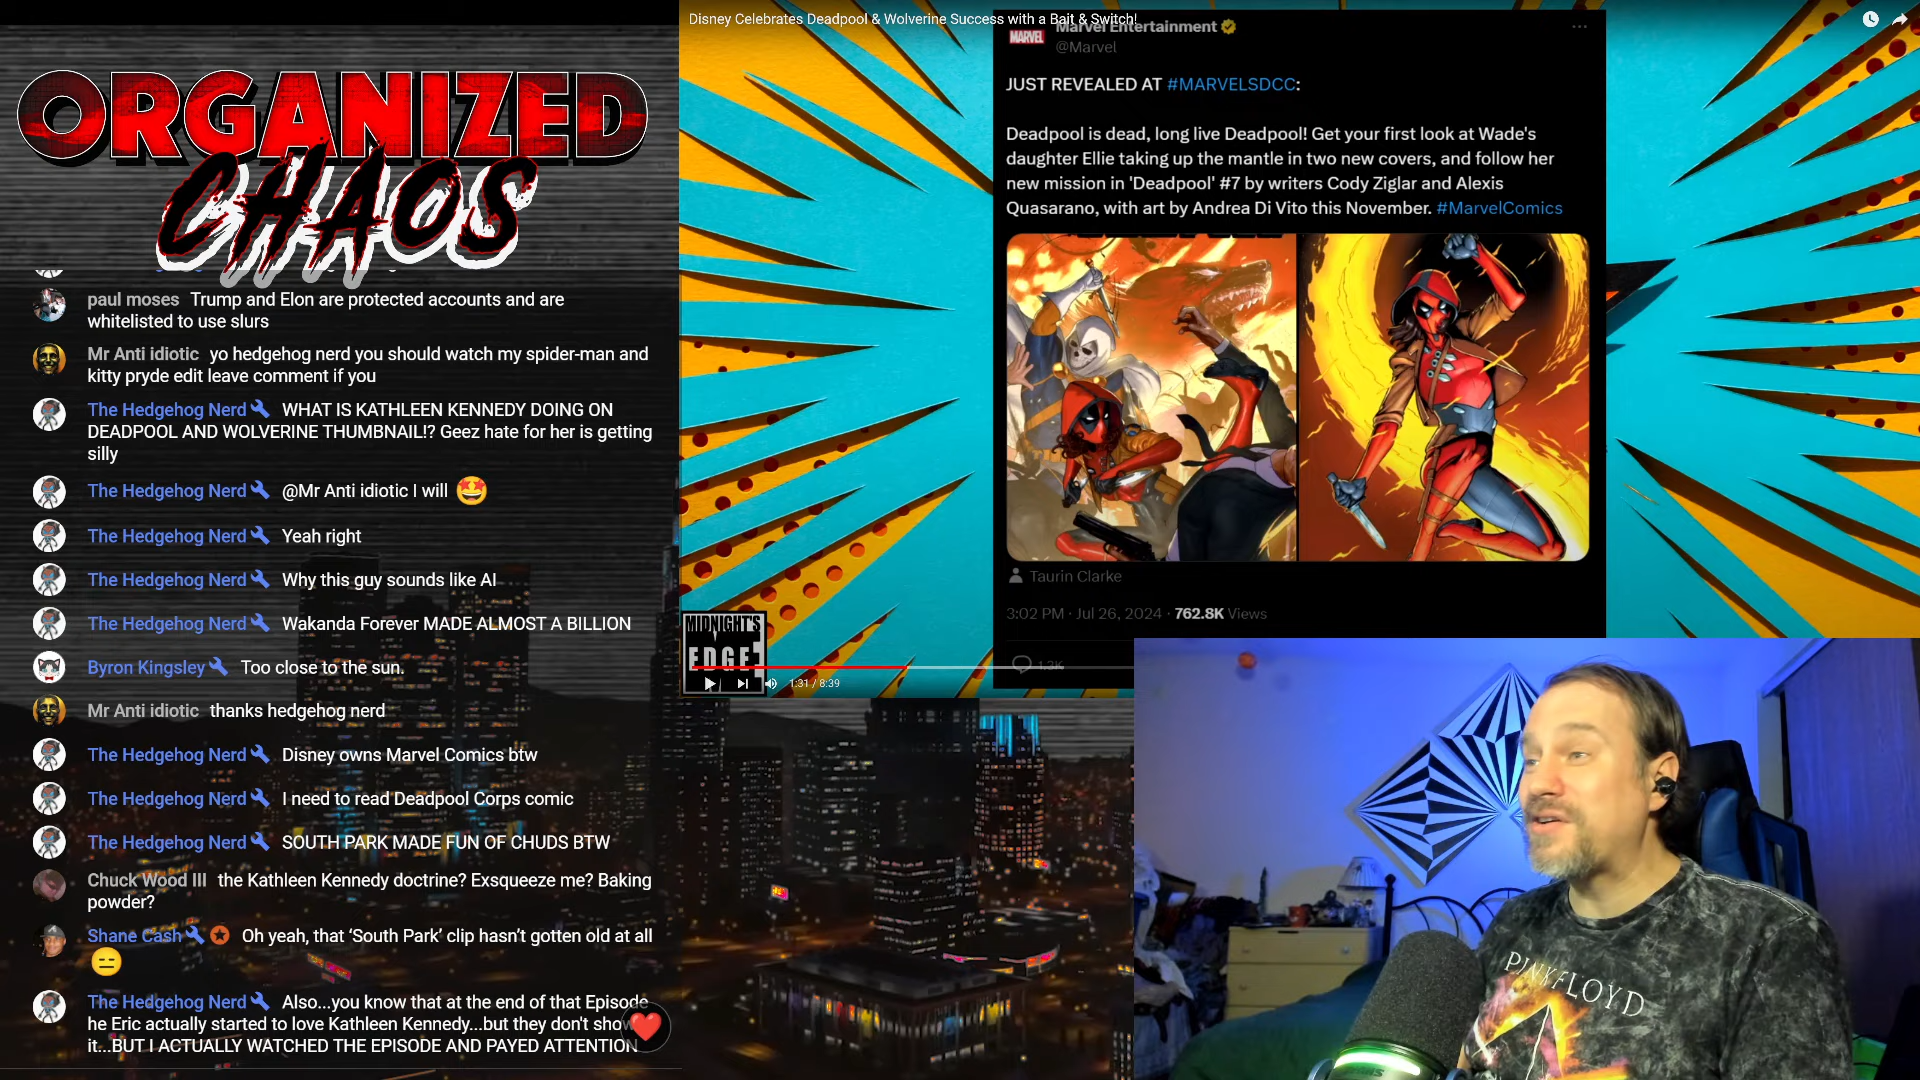 ORGANIZED
CHAOS
paul moses Trump and Elon are protected accounts and are
whitelisted to use slurs
Mr Anti idiotic yo hedgehog nerd you should watch my spider-man and
kitty pryde edit leave comment if you
The Hedgehog Nerd WHAT IS KATHLEEN KENNEDY DOING ON
DEADPOOL AND WOLVERINE THUMBNAIL!? Geez hate for her is getting
silly
The Hedgehog Nerd @Mr Anti idiotic I will 🤩
The Hedgehog Nerd Yeah right
The Hedgehog Nerd Why this guy sounds like AI
The Hedgehog Nerd Wakanda Forever MADE ALMOST A BILLION
Byron Kingsley Too close to the sun.
Mr Anti idiotic thanks hedgehog nerd
The Hedgehog Nerd Disney owns Marvel Comics btw
The Hedgehog Nerd I need to read Deadpool Corps comic
The Hedgehog Nerd SOUTH PARK MADE FUN OF CHUDS BTW
Chuck Wood III the Kathleen Kennedy doctrine? Exsqueeze me? Baking
powder?
Shane Cash Oh yeah, that ‘South Park’ clip hasn’t gotten old at all
😑
The Hedgehog Nerd Also...you know that at the end of that Episode
he Eric actually started to love Kathleen Kennedy...but they don't show
it...BUT I ACTUALLY WATCHED THE EPISODE AND PAYED ATTENTION
Disney Celebrates Deadpool & Wolverine Success with a Bait & Switch!
MARVEL
Marvel Entertainment
@Marvel
JUST REVEALED AT #MARVELSDCC:
Deadpool is dead, long live Deadpool! Get your first look at Wade's
daughter Ellie taking up the mantle in two new covers, and follow her
new mission in 'Deadpool' #7 by writers Cody Ziglar and Alexis
Quasarano, with art by Andrea Di Vito this November. #MarvelComics
Taurin Clarke
3:02 PM · Jul 26, 2024 · 762.8K Views
1.3K
MIDNIGHT'S
EDGE
1:31 / 8:39
PINK FLOYD